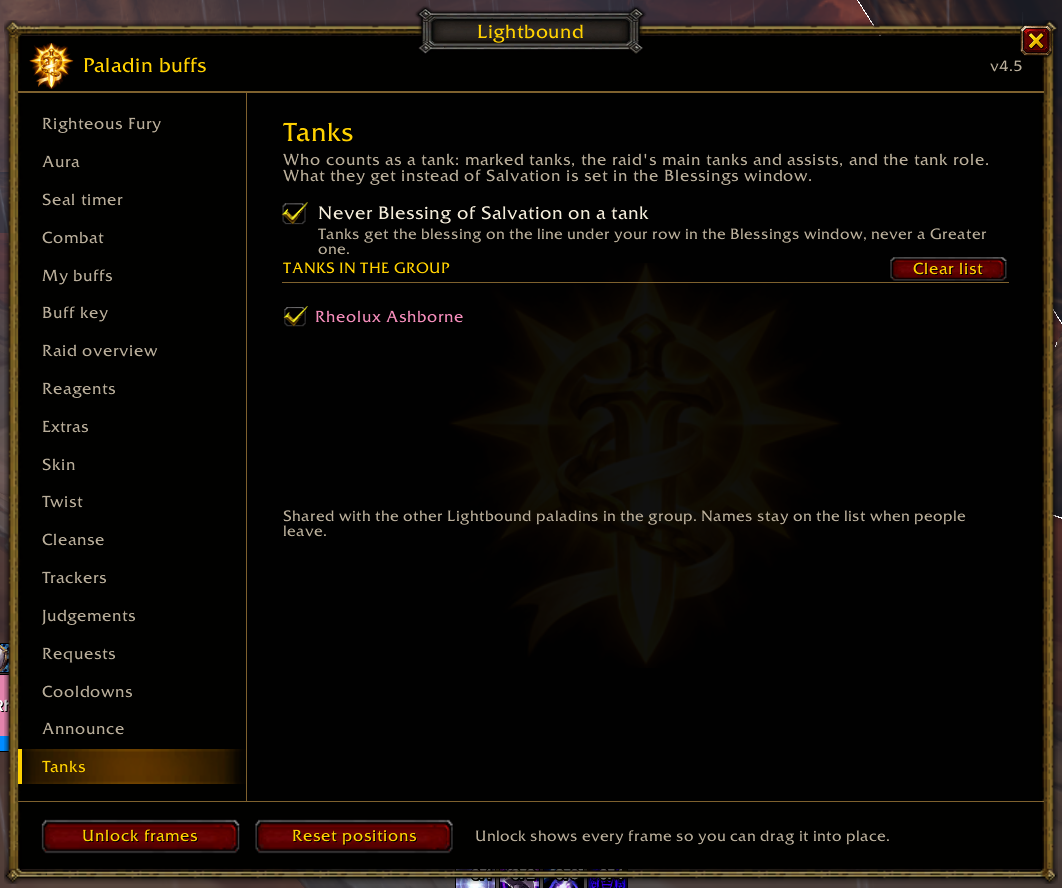 Lightbound
Paladin buffs
v4.5
Righteous Fury
Aura
Seal timer
Combat
My buffs
Buff key
Raid overview
Reagents
Extras
Skin
Twist
Cleanse
Trackers
Judgements
Requests
Cooldowns
Announce
Tanks
Tanks
Who counts as a tank: marked tanks, the raid's main tanks and assists, and the tank role.
What they get instead of Salvation is set in the Blessings window.
Never Blessing of Salvation on a tank
Tanks get the blessing on the line under your row in the Blessings window, never a Greater
one.
TANKS IN THE GROUP
Clear list
Rheolux Ashborne
Shared with the other Lightbound paladins in the group. Names stay on the list when people
leave.
Unlock frames
Reset positions
Unlock shows every frame so you can drag it into place.